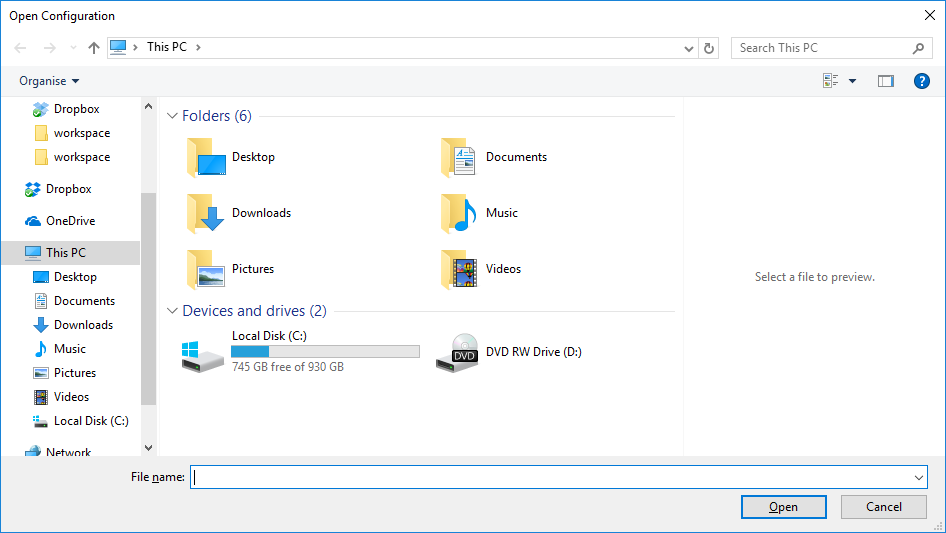 Open Configuration
This PC
Search This PC
Organise
?
Dropbox
workspace
workspace
Dropbox
OneDrive
This PC
Desktop
Documents
Downloads
Music
Pictures
Videos
Local Disk (C:)
Network
Folders (6)
Desktop
Documents
Downloads
Music
Pictures
Videos
Devices and drives (2)
Local Disk (C:)
745 GB free of 930 GB
DVD
DVD RW Drive (D:)
Select a file to preview.
File name:
Open
Cancel